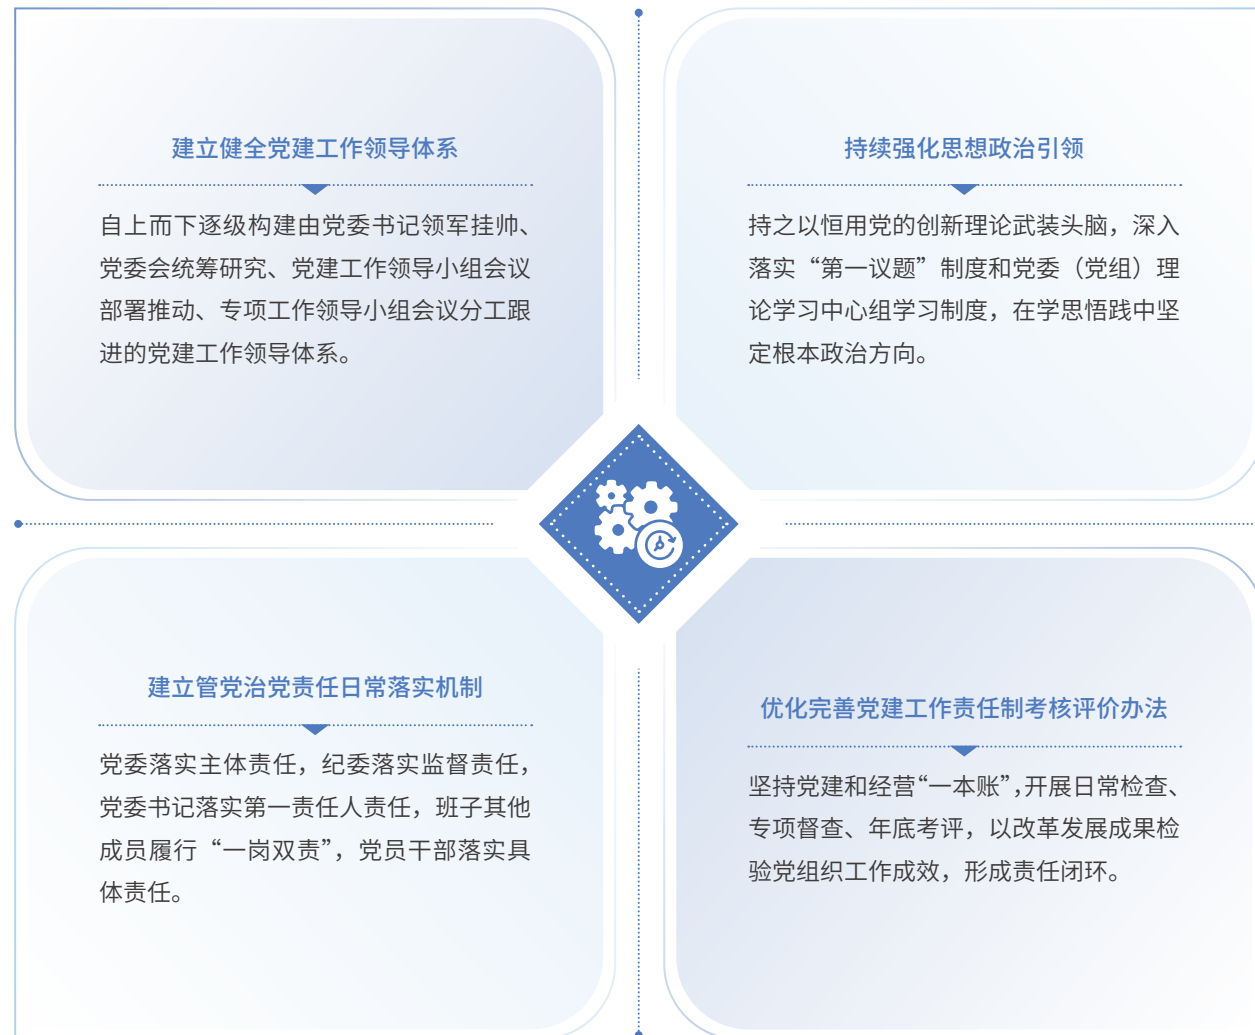 建立健全党建工作领导体系
自上而下逐级构建由党委书记领军挂帅、
党委会统筹研究、党建工作领导小组会议
部署推动、专项工作领导小组会议分工跟
进的党建工作领导体系。
持续强化思想政治引领
持之以恒用党的创新理论武装头脑，深入
落实“第一议题”制度和党委（党组）理
论学习中心组学习制度，在学思悟践中坚
定根本政治方向。
建立管党治党责任日常落实机制
党委落实主体责任，纪委落实监督责任，
党委书记落实第一责任人责任，班子其他
成员履行“一岗双责”，党员干部落实具
体责任。
优化完善党建工作责任制考核评价办法
坚持党建和经营“一本账”，开展日常检查、
专项督查、年底考评，以改革发展成果检
验党组织工作成效，形成责任闭环。